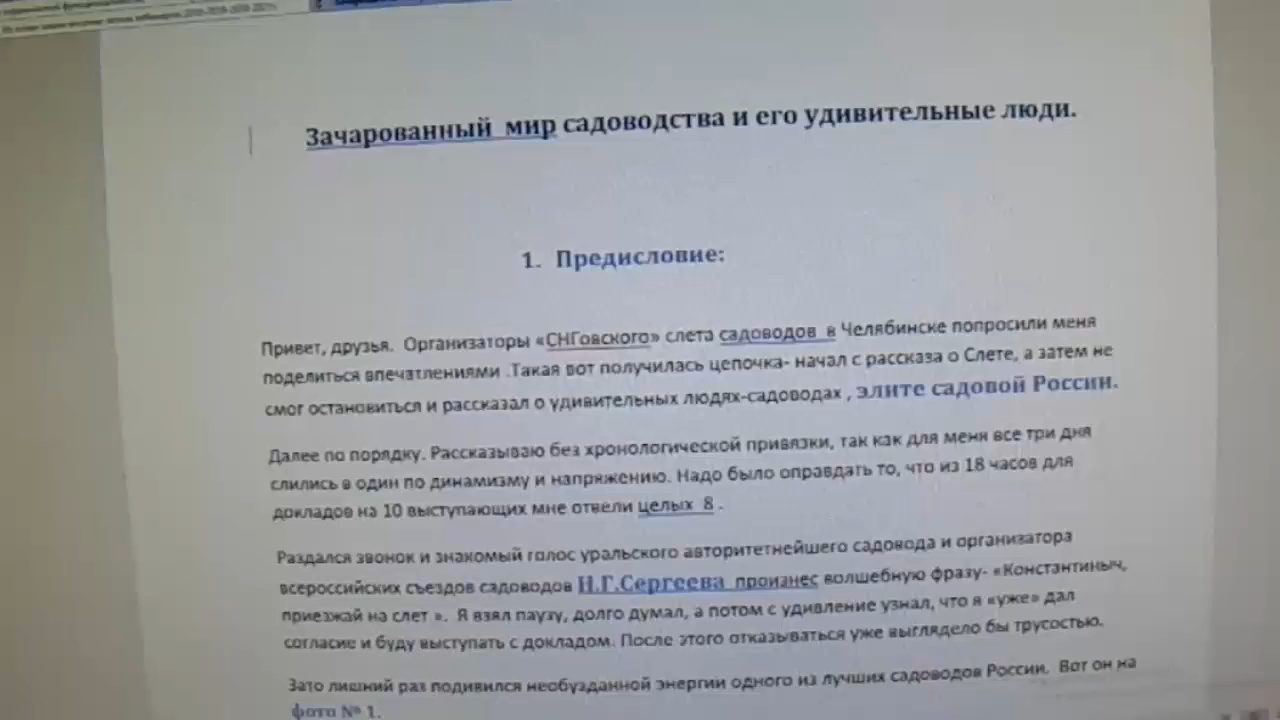 Зачарованный мир садоводства и его удивительные люди.
1. Предисловие:
Привет, друзья. Организаторы «СНГовского» слета садоводов в Челябинске попросили меня
поделиться впечатлениями .Такая вот получилась цепочка- начал с рассказа о Слете, а затем не
смог остановиться и рассказал о удивительных людях-садоводах , элите садовой России.
Далее по порядку. Рассказываю без хронологической привязки, так как для меня все три дня
слились в один по динамизму и напряжению. Надо было оправдать то, что из 18 часов для
докладов на 10 выступающих мне отвели целых 8 .
Раздался звонок и знакомый голос уральского авторитетнейшего садовода и организатора
всероссийских съездов садоводов Н.Г.Сергеева произнес волшебную фразу- «Константиныч,
приезжай на слет ». Я взял паузу, долго думал, а потом с удивление узнал, что я «уже» дал
согласие и буду выступать с докладом. После этого отказываться уже выглядело бы трусостью.
Зато лишний раз подивился необузданной энергии одного из лучших садоводов России. Вот он на
фото № 1.